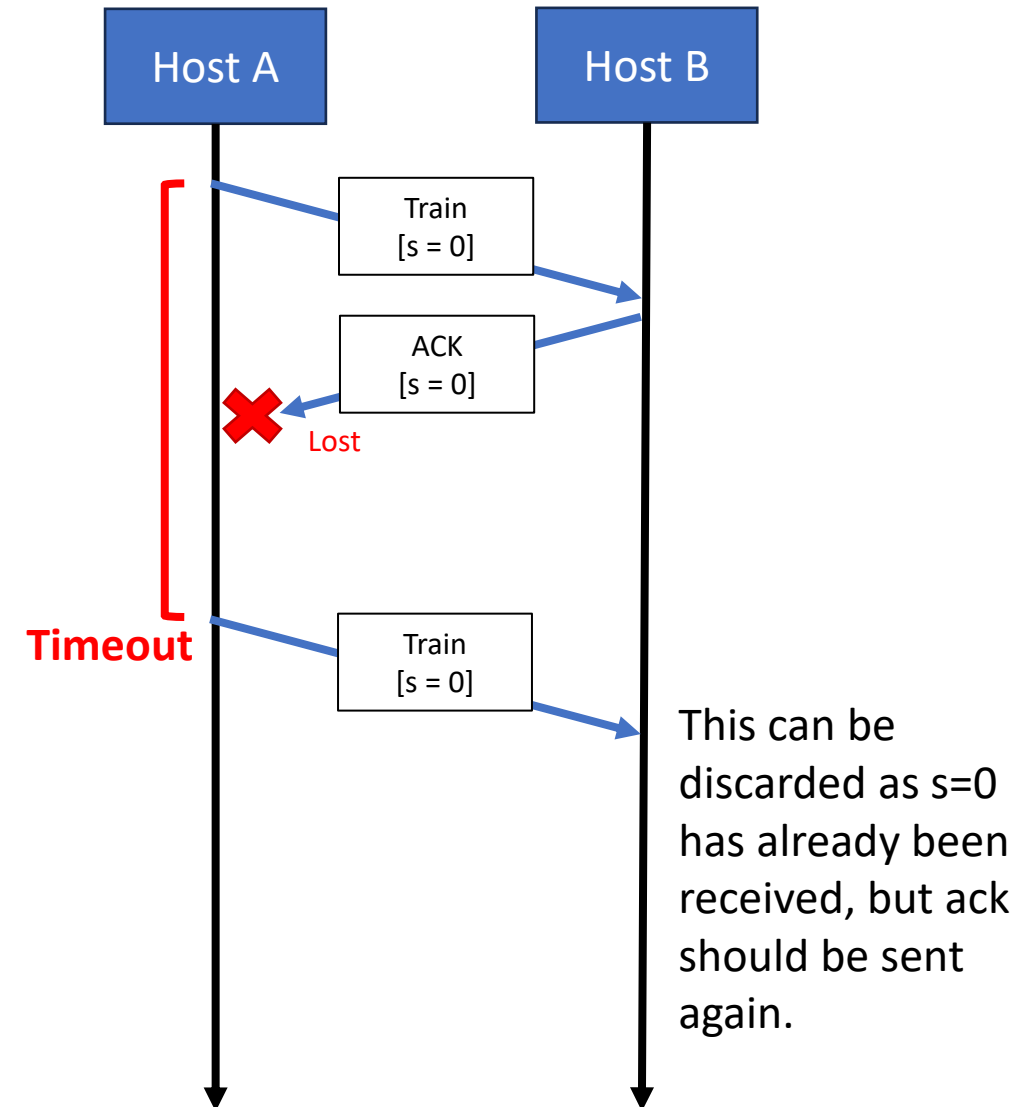 Host A
Host B
Train
[s = 0]
ACK
[s = 0]
Lost
Timeout
Train
[s = 0]
This can be
discarded as s=0
has already been
received, but ack
should be sent
again.